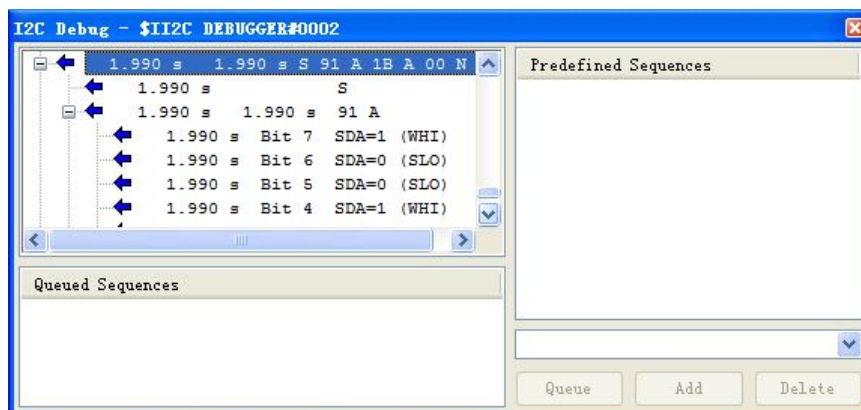 I2C Debug - $II2C DEBUGGER#0002
1.990 s 1.990 s S 91 A 1B A 00 N
1.990 s S
1.990 s 1.990 s 91 A
1.990 s Bit 7 SDA=1 (WHI)
1.990 s Bit 6 SDA=0 (SLO)
1.990 s Bit 5 SDA=0 (SLO)
1.990 s Bit 4 SDA=1 (WHI)
Queued Sequences
Predefined Sequences
Queue
Add
Delete